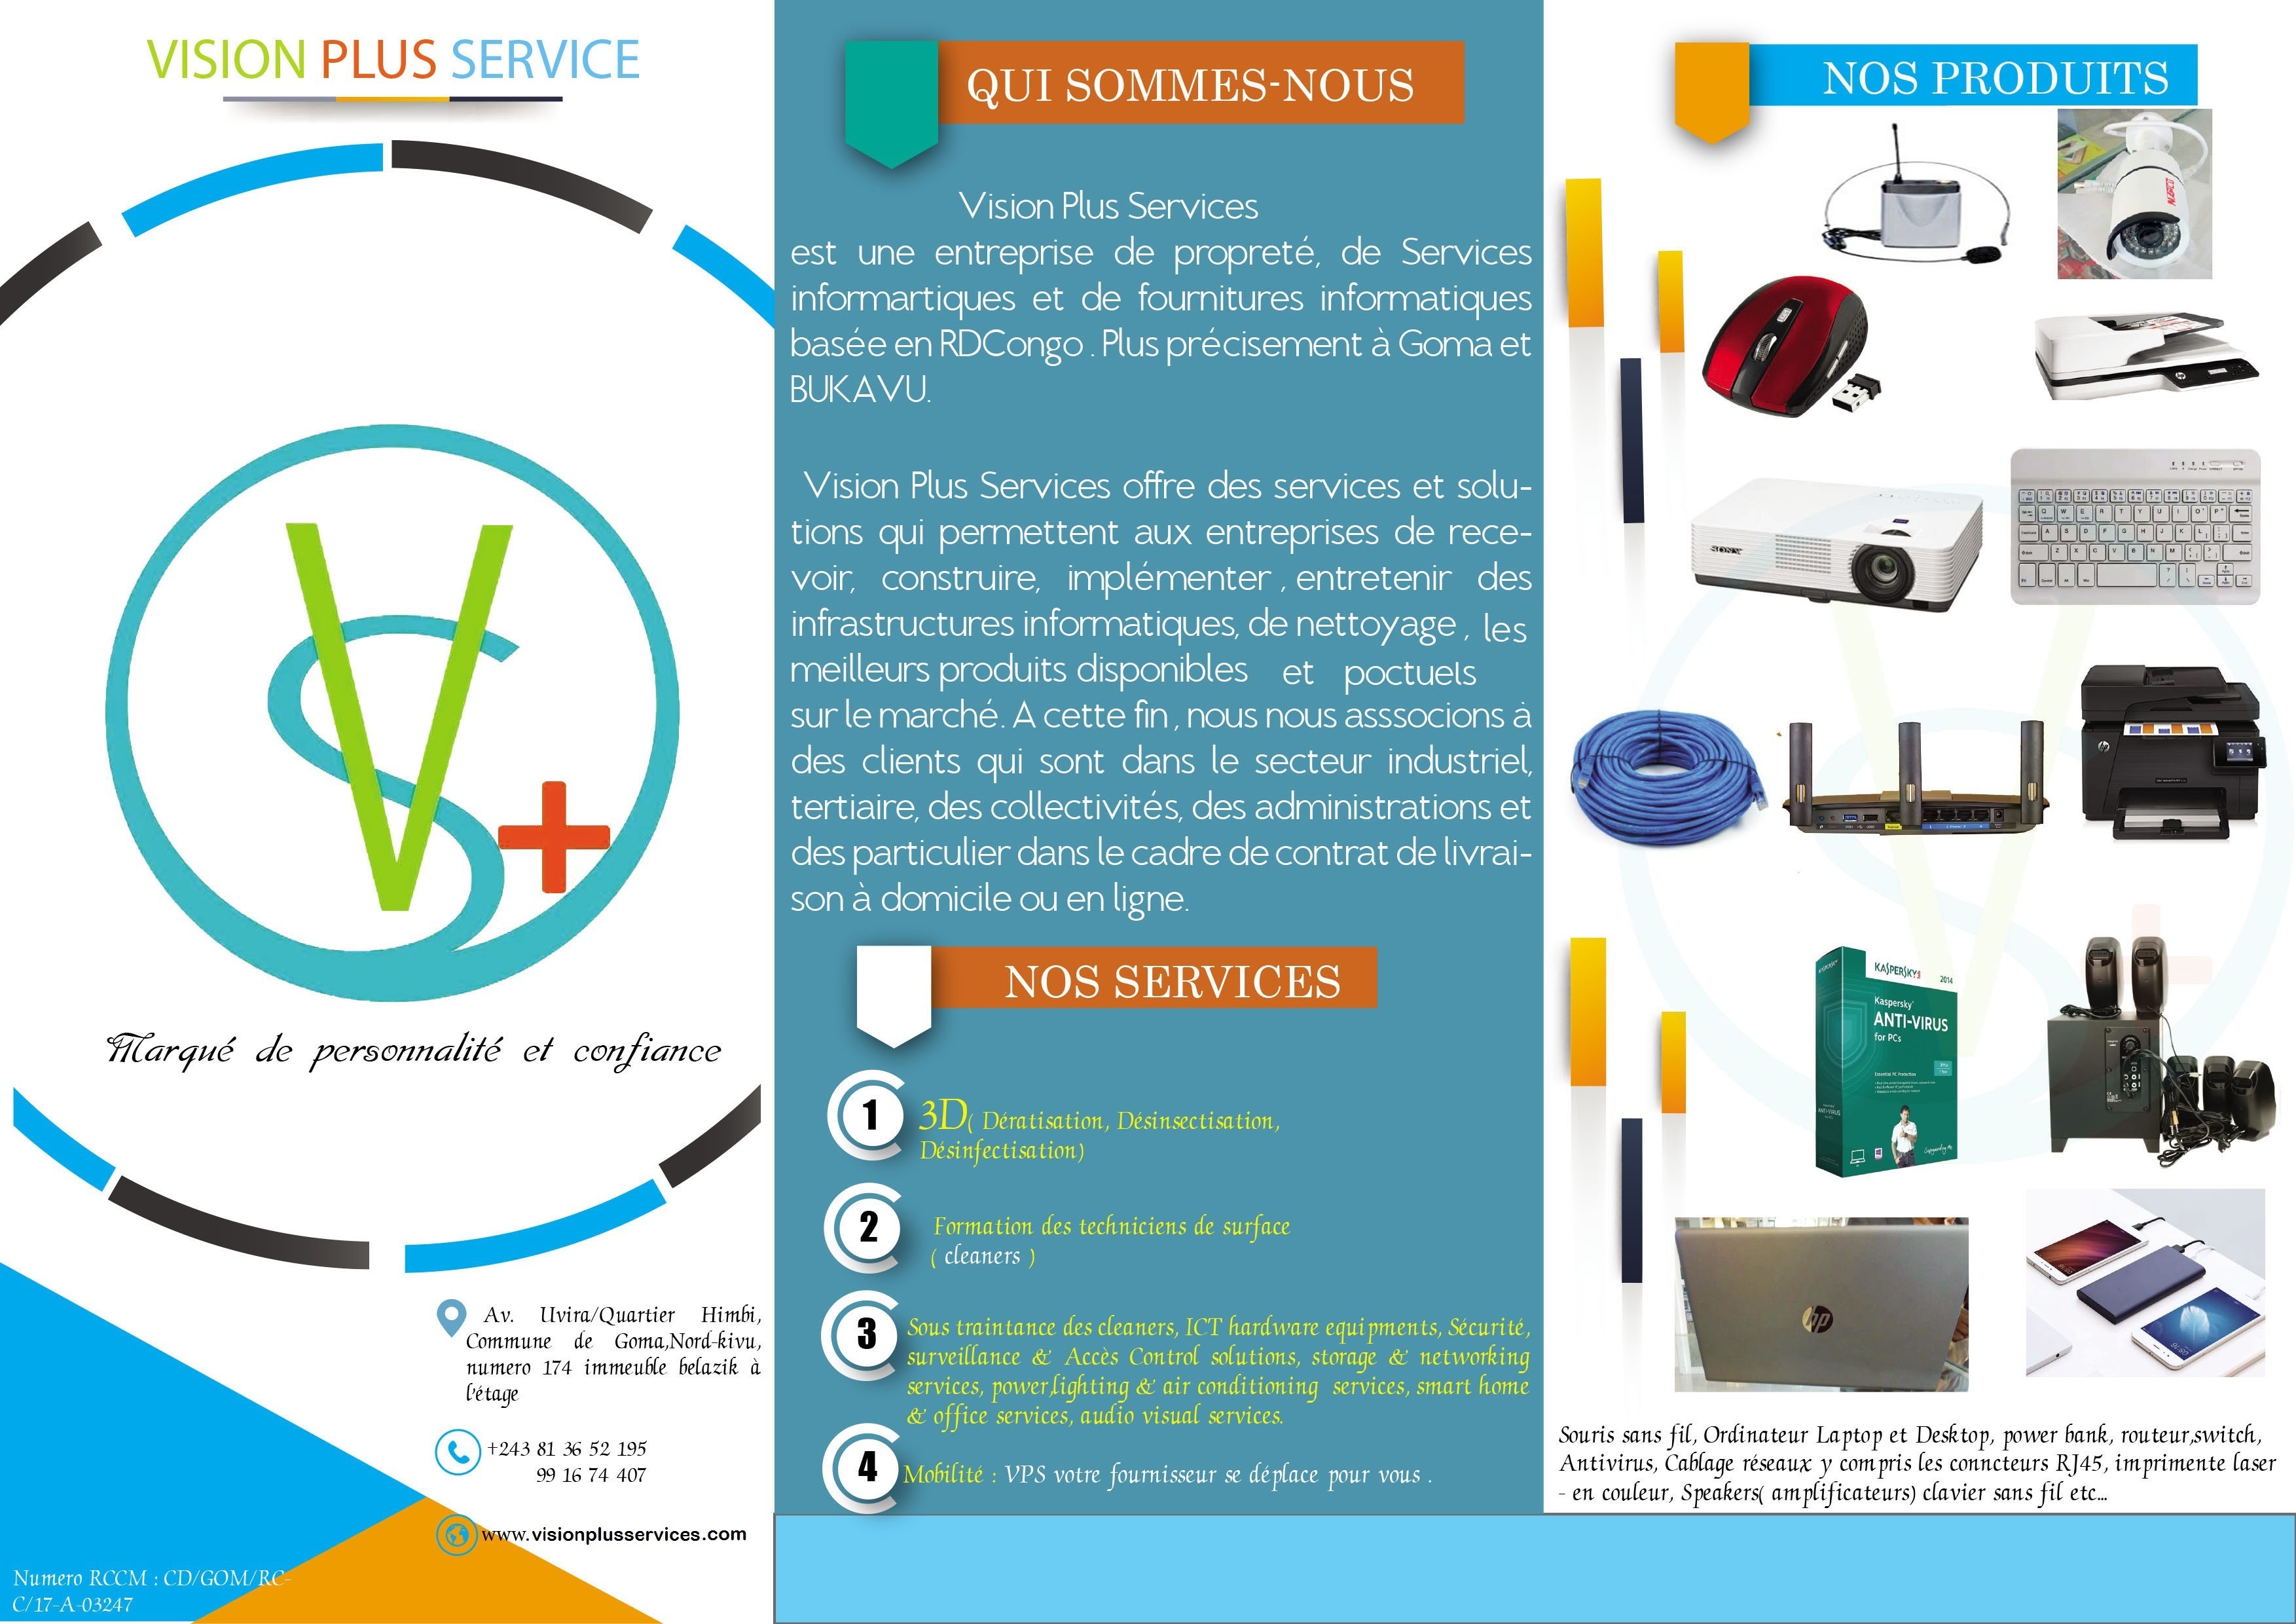 VISION PLUS SERVICE
Marqué de personnalité et confiance
Av. Uvira/Quartier Himbi,
Commune de Goma,Nord-kivu,
numero 174 immeuble belazik à
l'étage
+243 81 36 52 195
99 16 74 407
www.visionplusservices.com
Numero RCCM : CD/GOM/RC-
C/17-A-03247
QUI SOMMES-NOUS
Vision Plus Services
est une entreprise de propreté, de Services
informartiques et de fournitures informatiques
basée en RDCongo . Plus précisement à Goma et
BUKAVU.
Vision Plus Services offre des services et solu-
tions qui permettent aux entreprises de rece-
voir, construire, implémenter , entretenir des
infrastructures informatiques, de nettoyage , les
meilleurs produits disponibles et poctuels
sur le marché. A cette fin , nous nous asssocions à
des clients qui sont dans le secteur industriel,
tertiaire, des collectivités, des administrations et
des particulier dans le cadre de contrat de livrai-
son à domicile ou en ligne.
NOS SERVICES
1
3D( Dératisation, Désinsectisation,
Désinfectisation)
2
Formation des techniciens de surface
( cleaners )
3
Sous traintance des cleaners, ICT hardware equipments, Sécurité,
surveillance & Accès Control solutions, storage & networking
services, power,lighting & air conditioning services, smart home
& office services, audio visual services.
4
Mobilité : VPS votre fournisseur se déplace pour vous .
NOS PRODUITS
SONY
KASPERSKY
2014
Kaspersky
ANTI-VIRUS
for PCs
hp
Souris sans fil, Ordinateur Laptop et Desktop, power bank, routeur,switch,
Antivirus, Cablage réseaux y compris les conncteurs RJ45, imprimente laser
- en couleur, Speakers( amplificateurs) clavier sans fil etc...